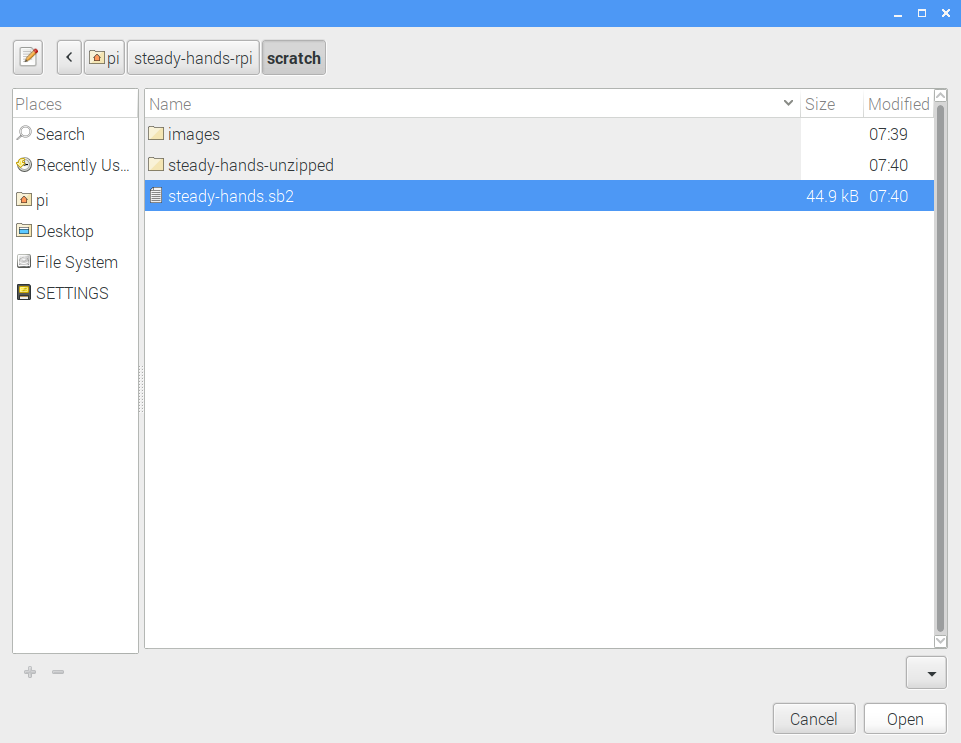 pi steady-hands-rpi scratch
Places
Search
Recently Us...
pi
Desktop
File System
SETTINGS
Name Size Modified
images 07:39
steady-hands-unzipped 07:40
steady-hands.sb2 44.9 kB 07:40
Cancel Open